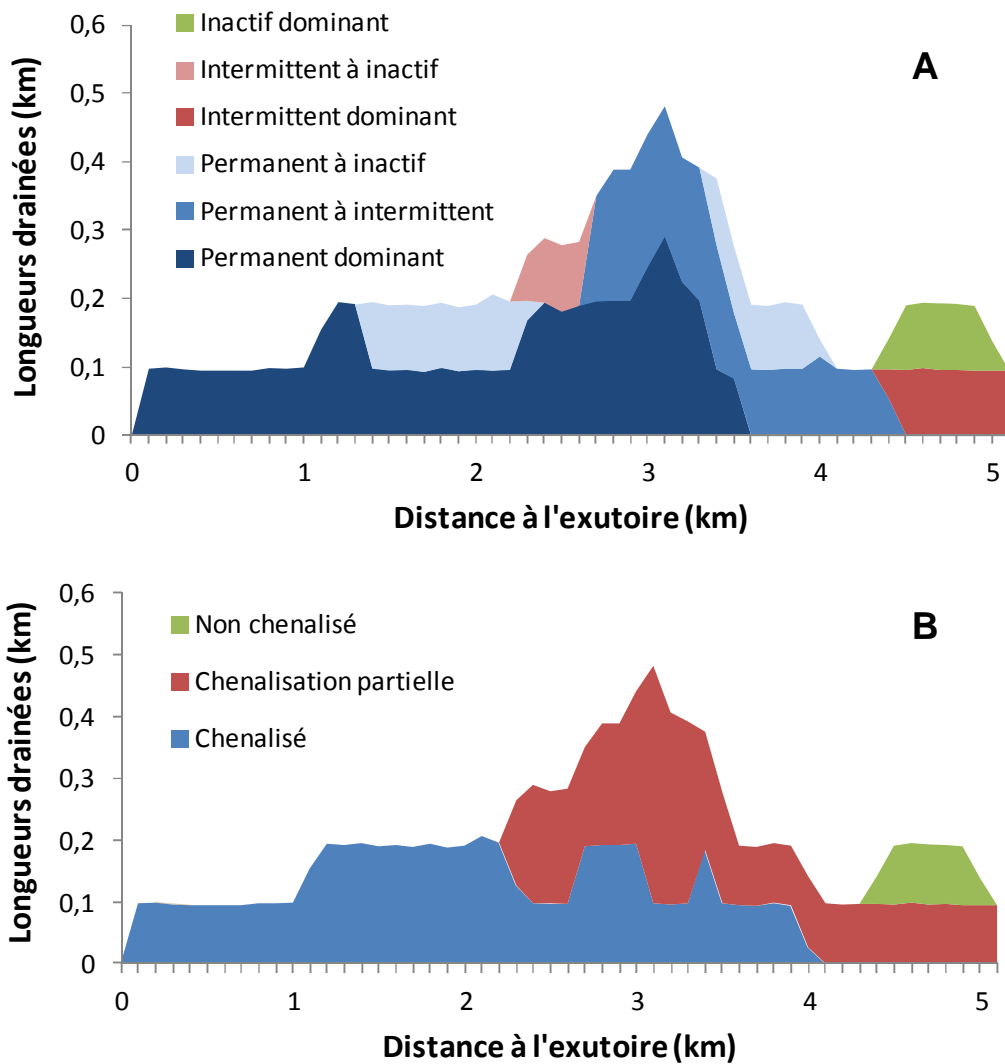 0,6
0,5
0,4
0,3
0,2
0,1
0
Longueurs drainées (km)
Inactif dominant
Intermittent à inactif
Intermittent dominant
Permanent à inactif
Permanent à intermittent
Permanent dominant
A
0 1 2 3 4 5
Distance à l'exutoire (km)
0,6
0,5
0,4
0,3
0,2
0,1
0
Longueurs drainées (km)
Non chenalisé
Chenalisation partielle
Chenalisé
B
0 1 2 3 4 5
Distance à l'exutoire (km)